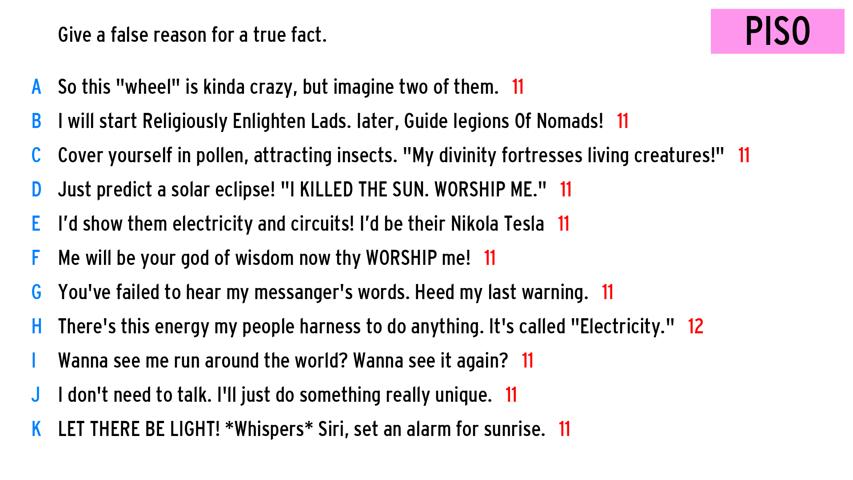 Give a false reason for a true fact.
PISO
A So this "wheel" is kinda crazy, but imagine two of them. 11
B I will start Religiously Enlighten Lads. later, Guide legions Of Nomads! 11
C Cover yourself in pollen, attracting insects. "My divinity fortresses living creatures!" 11
D Just predict a solar eclipse! "I KILLED THE SUN. WORSHIP ME." 11
E I'd show them electricity and circuits! I'd be their Nikola Tesla 11
F Me will be your god of wisdom now thy WORSHIP me! 11
G You've failed to hear my messanger's words. Heed my last warning. 11
H There's this energy my people harness to do anything. It's called "Electricity." 12
I Wanna see me run around the world? Wanna see it again? 11
J I don't need to talk. I'll just do something really unique. 11
K LET THERE BE LIGHT! *Whispers* Siri, set an alarm for sunrise. 11